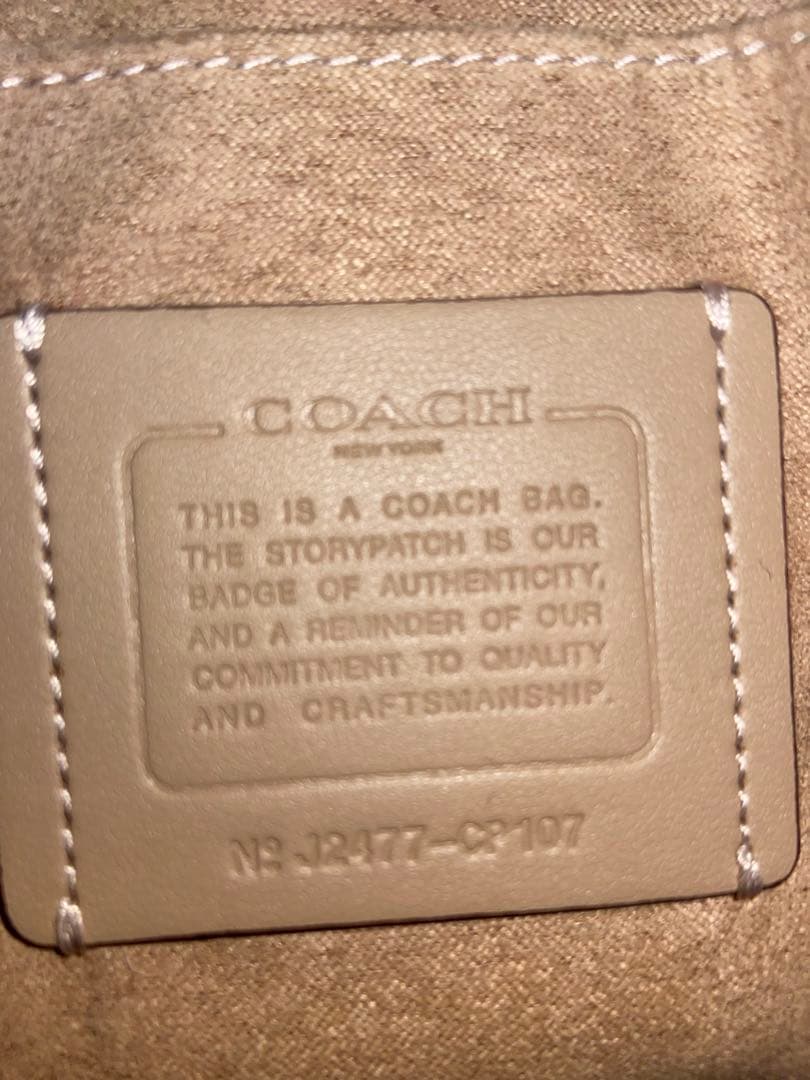 COACH
NEW YORK
THIS IS A COACH BAG.
THE STORYPATCH IS OUR
BADGE OF AUTHENTICITY,
AND A REMINDER OF OUR
COMMITMENT TO QUALITY
AND CRAFTSMANSHIP.
Nº J2477-CP107